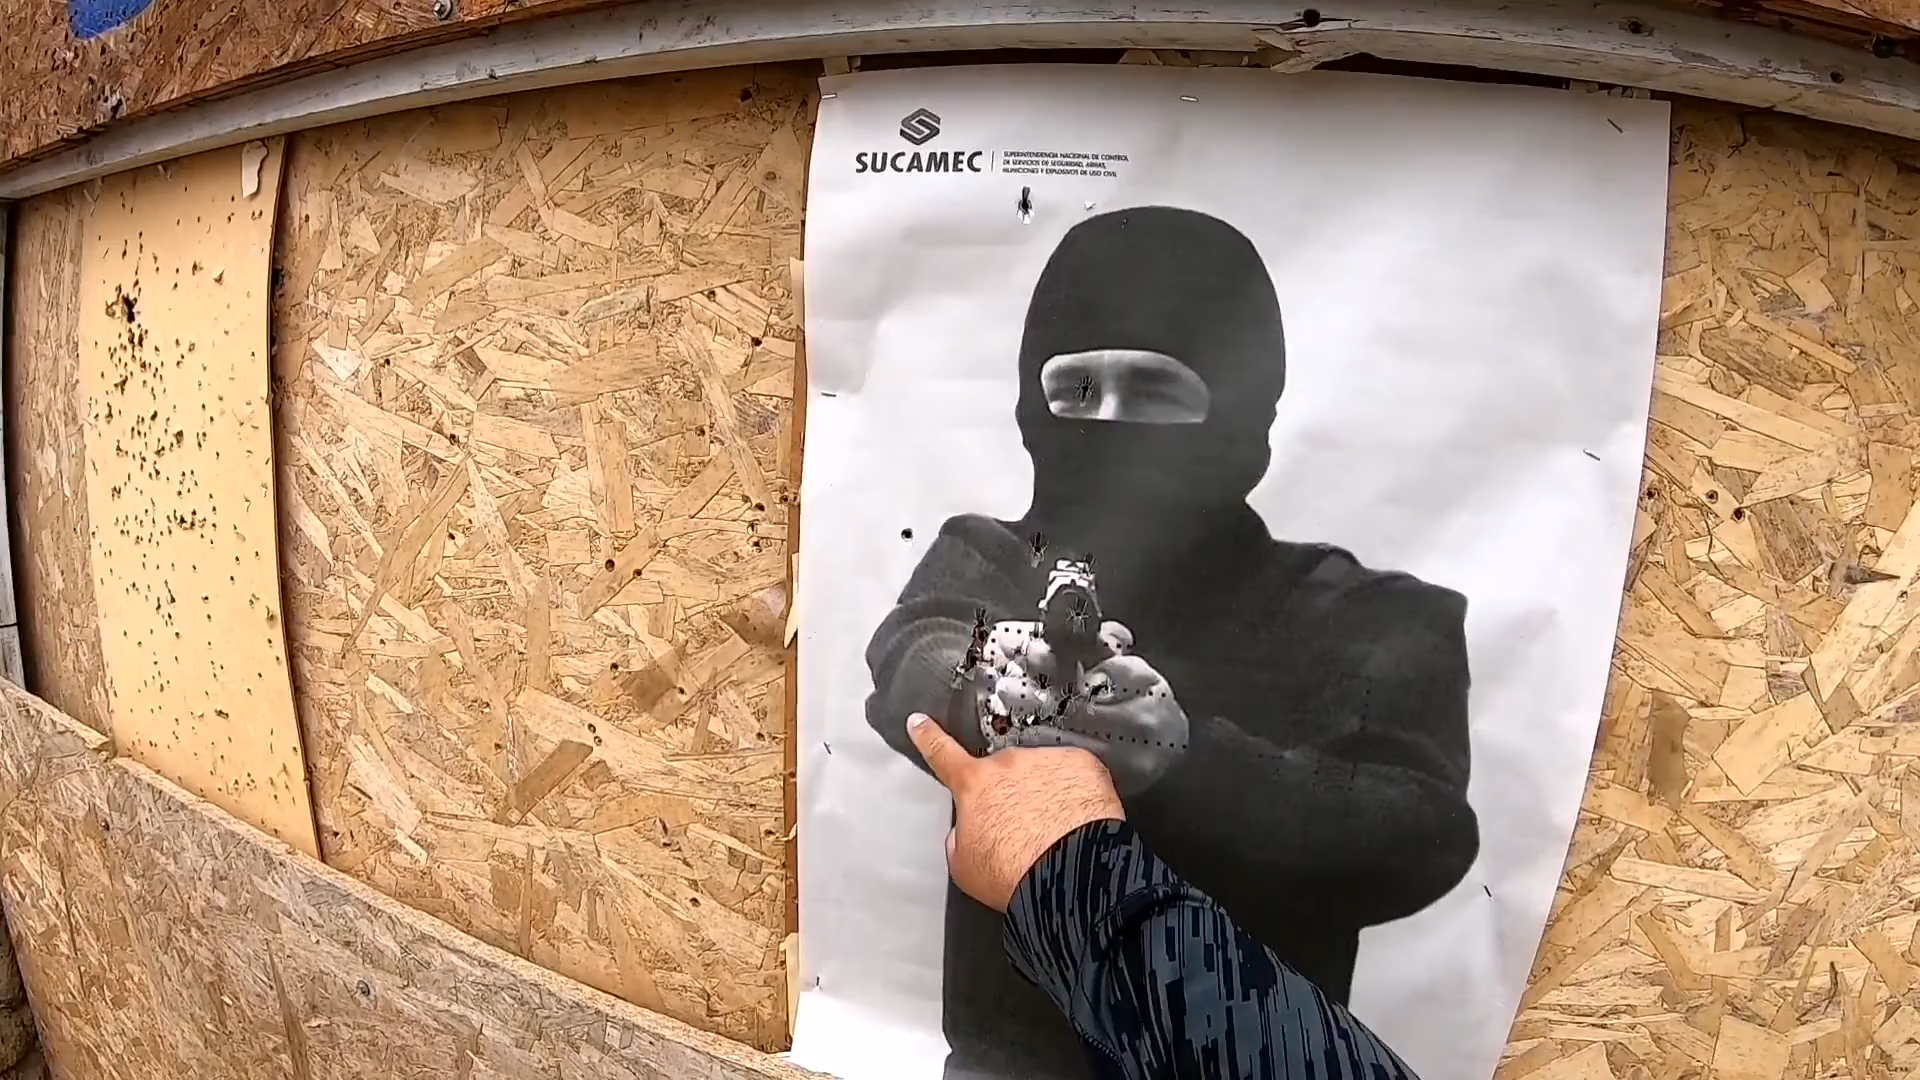 SUCAMEC
SUPERINTENDENCIA NACIONAL DE CONTROL
DE SERVICIOS DE SEGURIDAD, ARMAS,
MUNICIONES Y EXPLOSIVOS DE USO CIVIL